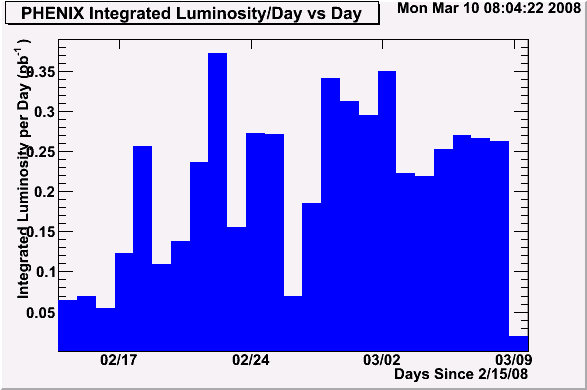 PHENIX Integrated Luminosity/Day vs Day
Mon Mar 10 08:04:22 2008
Integrated Luminosity per Day (pb-1)
0.35
0.3
0.25
0.2
0.15
0.1
0.05
02/17 02/24 03/02 03/09
Days Since 2/15/08